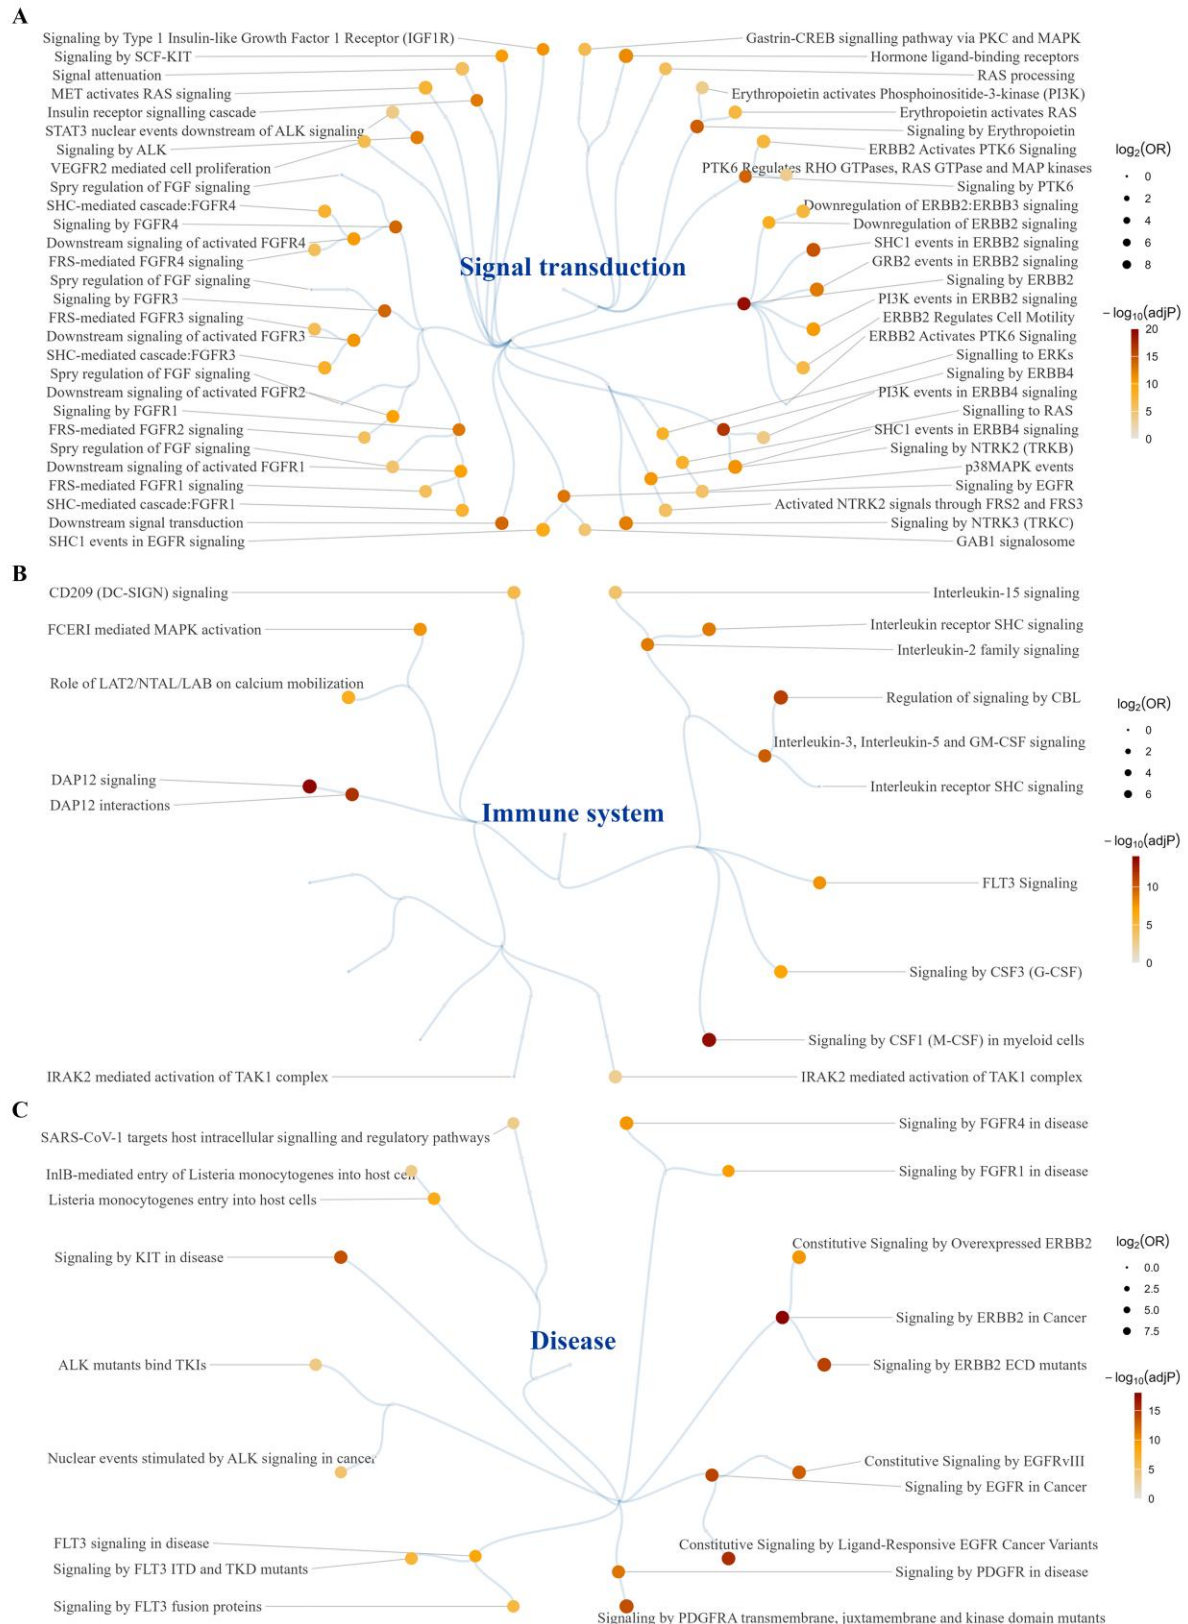 A
Signaling by Type 1 Insulin-like Growth Factor 1 Receptor (IGF1R)
Signaling by SCF-KIT
Signal attenuation
MET activates RAS signaling
Insulin receptor signalling cascade
STAT3 nuclear events downstream of ALK signaling
Signaling by ALK
VEGFR2 mediated cell proliferation
Spry regulation of FGF signaling
SHC-mediated cascade:FGFR4
Signaling by FGFR4
Downstream signaling of activated FGFR4
FRS-mediated FGFR4 signaling
Spry regulation of FGF signaling
Signaling by FGFR3
FRS-mediated FGFR3 signaling
Downstream signaling of activated FGFR3
SHC-mediated cascade:FGFR3
Spry regulation of FGF signaling
Downstream signaling of activated FGFR2
Signaling by FGFR1
FRS-mediated FGFR2 signaling
Spry regulation of FGF signaling
Downstream signaling of activated FGFR1
FRS-mediated FGFR1 signaling
SHC-mediated cascade:FGFR1
Downstream signal transduction
SHC1 events in EGFR signaling
Signal transduction
Gastrin-CREB signalling pathway via PKC and MAPK
Hormone ligand-binding receptors
RAS processing
Erythropoietin activates Phosphoinositide-3-kinase (PI3K)
Erythropoietin activates RAS
Signaling by Erythropoietin
ERBB2 Activates PTK6 Signaling
PTK6 Regulates RHO GTPases, RAS GTPase and MAP kinases
Signaling by PTK6
Downregulation of ERBB2:ERBB3 signaling
Downregulation of ERBB2 signaling
SHC1 events in ERBB2 signaling
GRB2 events in ERBB2 signaling
Signaling by ERBB2
PI3K events in ERBB2 signaling
ERBB2 Regulates Cell Motility
ERBB2 Activates PTK6 Signaling
Signalling to ERKs
Signaling by ERBB4
PI3K events in ERBB4 signaling
Signalling to RAS
SHC1 events in ERBB4 signaling
Signaling by NTRK2 (TRKB)
p38MAPK events
Signaling by EGFR
Activated NTRK2 signals through FRS2 and FRS3
Signaling by NTRK3 (TRKC)
GAB1 signalosome
log₂(OR)
0
2
4
6
8
−log₁₀(adjP)
20
15
10
5
0
B
CD209 (DC-SIGN) signaling
FCERI mediated MAPK activation
Role of LAT2/NTAL/LAB on calcium mobilization
DAP12 signaling
DAP12 interactions
IRAK2 mediated activation of TAK1 complex
Immune system
Interleukin-15 signaling
Interleukin receptor SHC signaling
Interleukin-2 family signaling
Regulation of signaling by CBL
Interleukin-3, Interleukin-5 and GM-CSF signaling
Interleukin receptor SHC signaling
FLT3 Signaling
Signaling by CSF3 (G-CSF)
Signaling by CSF1 (M-CSF) in myeloid cells
IRAK2 mediated activation of TAK1 complex
log₂(OR)
0
2
4
6
−log₁₀(adjP)
10
5
0
C
SARS-CoV-1 targets host intracellular signalling and regulatory pathways
InlB-mediated entry of Listeria monocytogenes into host cell
Listeria monocytogenes entry into host cells
Signaling by KIT in disease
ALK mutants bind TKIs
Nuclear events stimulated by ALK signaling in cancer
FLT3 signaling in disease
Signaling by FLT3 ITD and TKD mutants
Signaling by FLT3 fusion proteins
Disease
Signaling by FGFR4 in disease
Signaling by FGFR1 in disease
Constitutive Signaling by Overexpressed ERBB2
Signaling by ERBB2 in Cancer
Signaling by ERBB2 ECD mutants
Constitutive Signaling by EGFRvIII
Signaling by EGFR in Cancer
Constitutive Signaling by Ligand-Responsive EGFR Cancer Variants
Signaling by PDGFR in disease
Signaling by PDGFRA transmembrane, juxtamembrane and kinase domain mutants
log₂(OR)
0.0
2.5
5.0
7.5
−log₁₀(adjP)
15
10
5
0